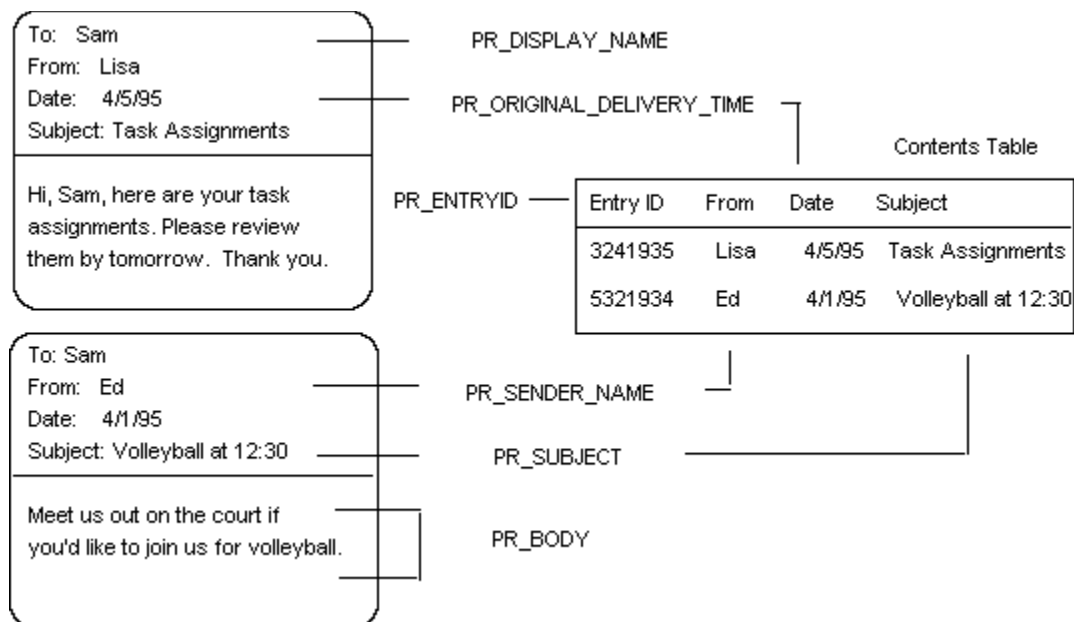 To: Sam
From: Lisa
Date: 4/5/95
Subject: Task Assignments
Hi, Sam, here are your task
assignments. Please review
them by tomorrow. Thank you.
PR_DISPLAY_NAME
PR_ORIGINAL_DELIVERY_TIME
PR_ENTRYID
Contents Table
Entry ID From Date Subject
3241935 Lisa 4/5/95 Task Assignments
5321934 Ed 4/1/95 Volleyball at 12:30
To: Sam
From: Ed
Date: 4/1/95
Subject: Volleyball at 12:30
Meet us out on the court if
you'd like to join us for volleyball.
PR_SENDER_NAME
PR_SUBJECT
PR_BODY